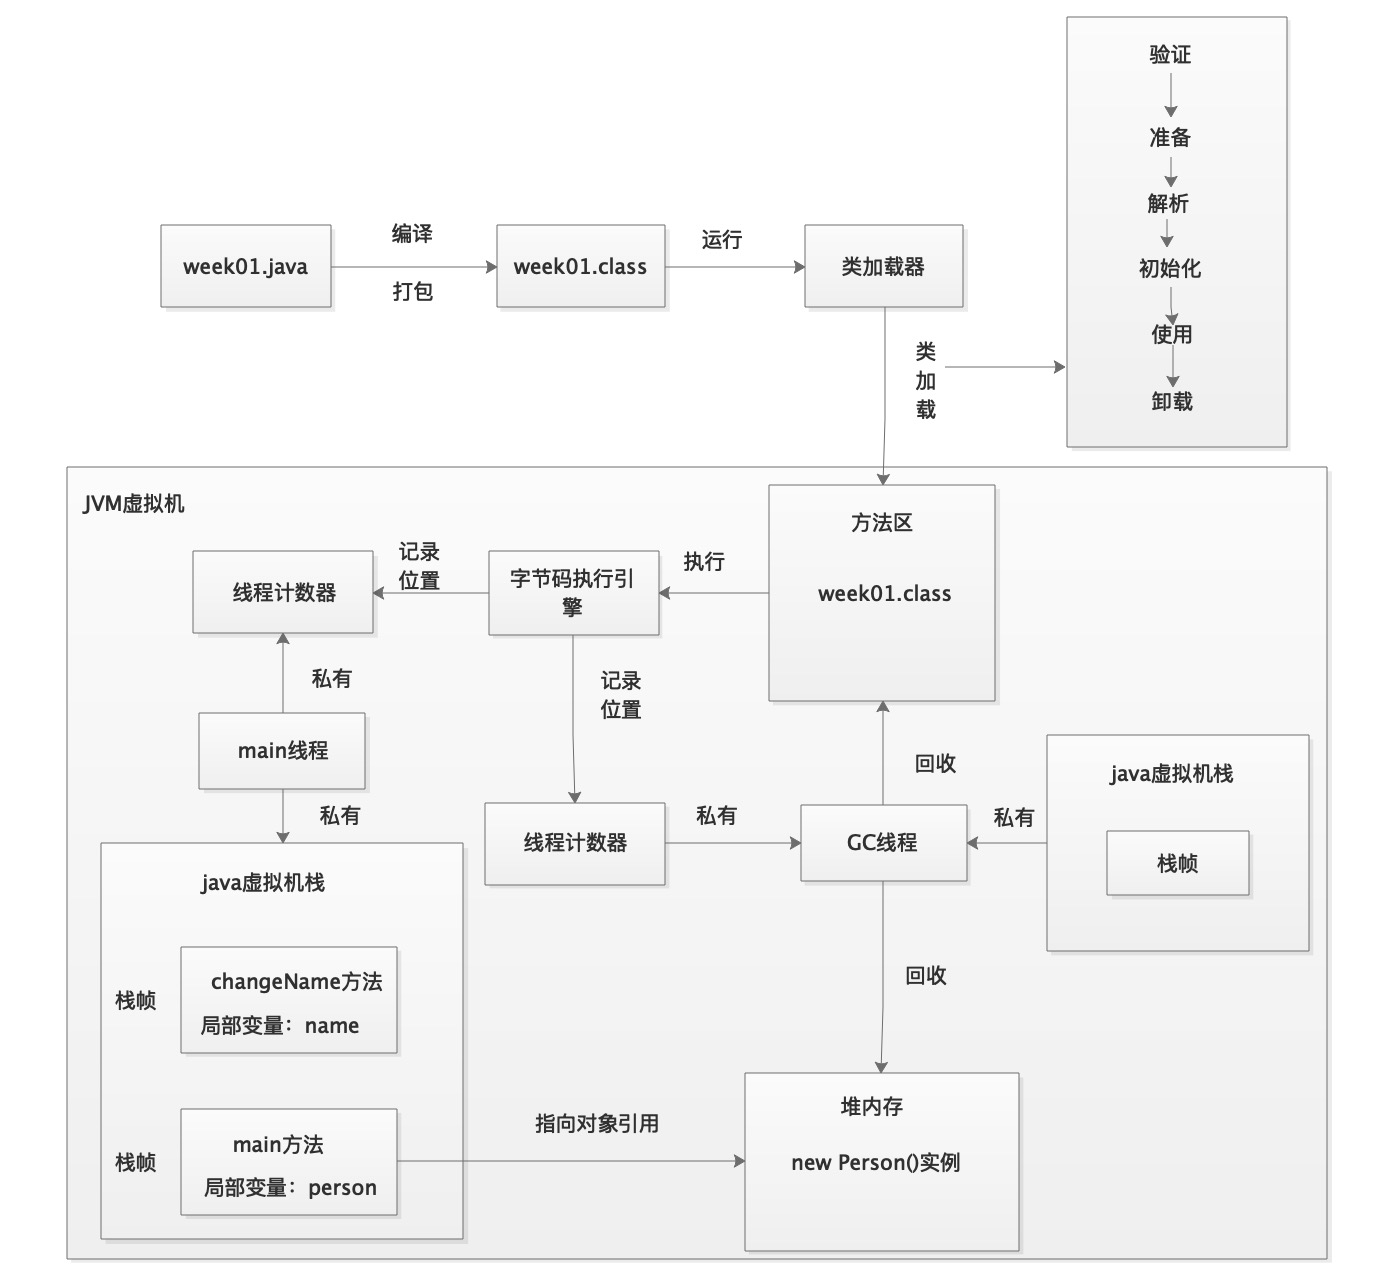 验证
准备
解析
初始化
使用
卸载
week01.java
编译
打包
week01.class
运行
类加载器
类
加
载
JVM虚拟机
方法区
week01.class
执行
字节码执行引
擎
记录
位置
线程计数器
记录
位置
私有
main线程
私有
线程计数器
私有
GC线程
回收
私有
java虚拟机栈
栈帧
回收
java虚拟机栈
栈帧
changeName方法
局部变量：name
栈帧
main方法
局部变量：person
指向对象引用
堆内存
new Person()实例